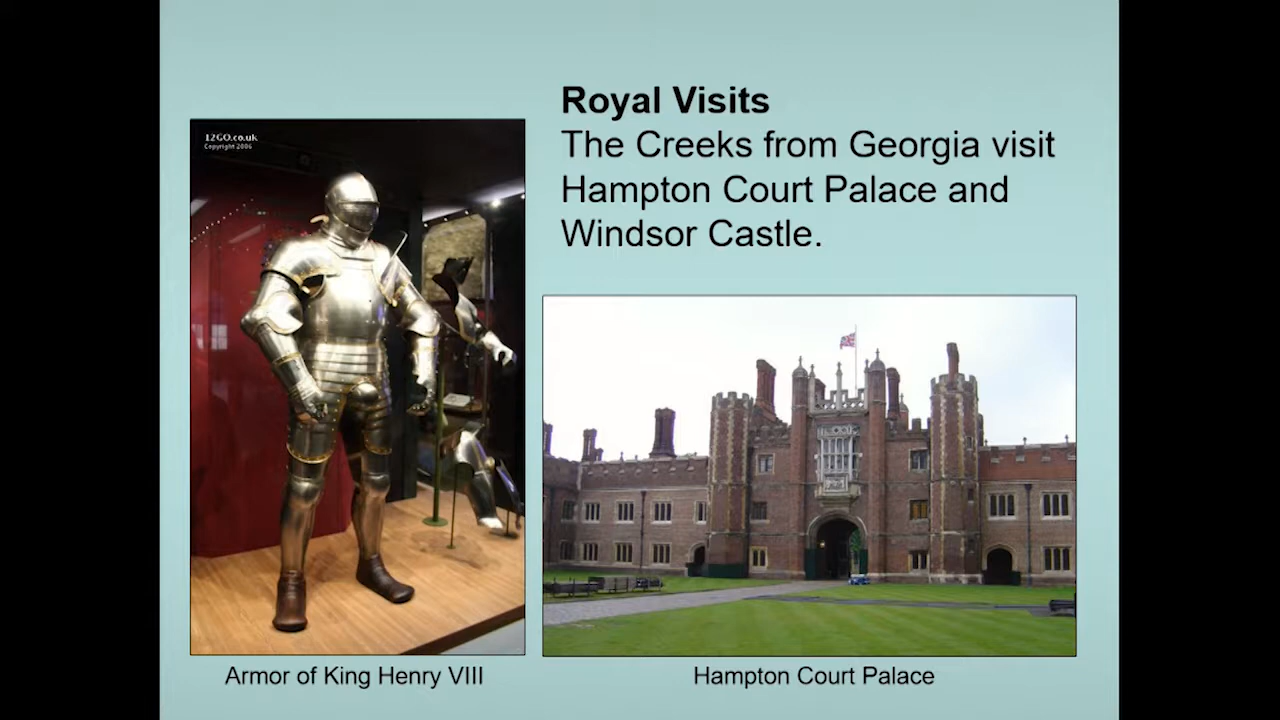 12GO.co.uk
Copyright 2004
Royal Visits
The Creeks from Georgia visit
Hampton Court Palace and
Windsor Castle.
Armor of King Henry VIII
Hampton Court Palace